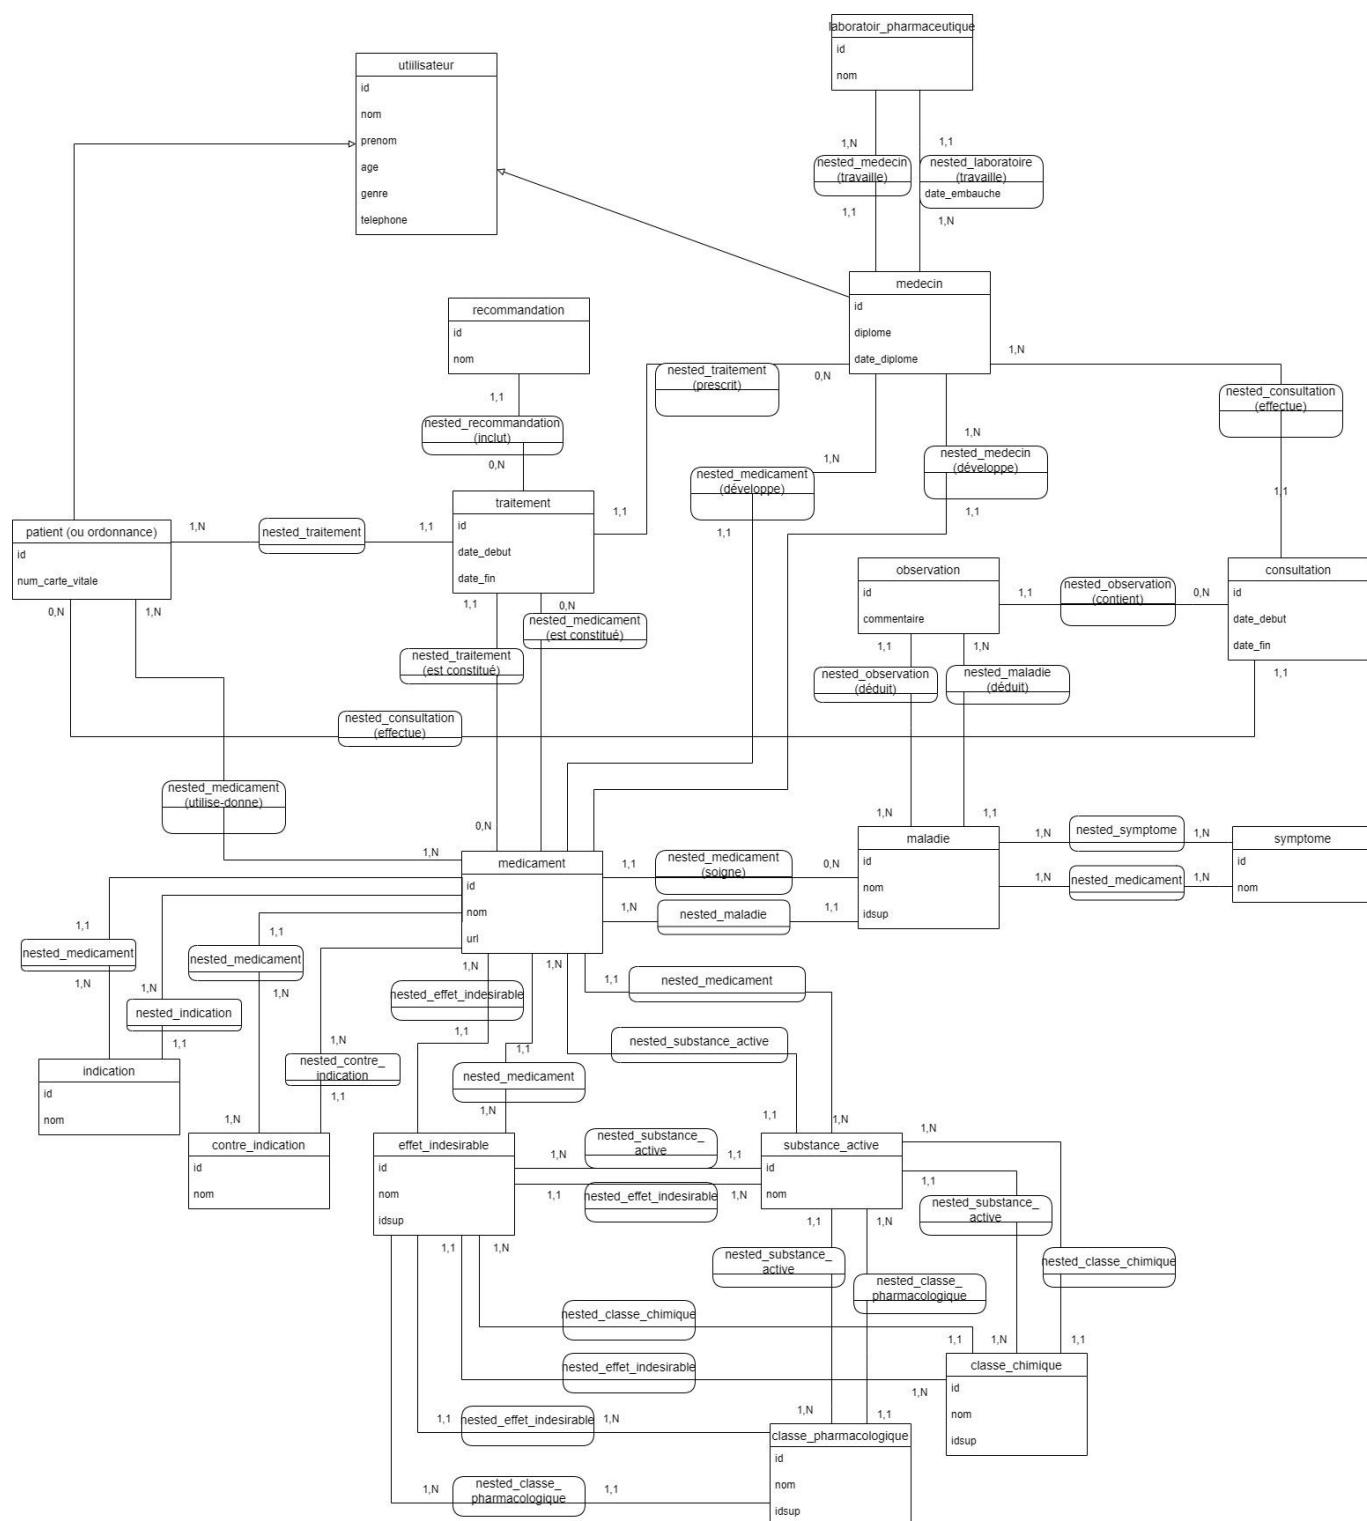 laboratoir_pharmaceutique
id
nom
utiilisateur
id
nom
prenom
age
genre
telephone
1,N
1,1
nested_medecin
(travaille)
nested_laboratoire
(travaille)
date_embauche
1,1
1,N
medecin
id
diplome
date_diplome
recommandation
id
nom
1,1
nested_recommandation
(inclut)
0,N
nested_traitement
(prescrit)
0,N
1,N
nested_consultation
(effectue)
1,1
1,N
nested_medicament
(développe)
1,1
1,N
nested_medecin
(développe)
1,1
traitement
id
date_debut
date_fin
1,1
patient (ou ordonnance)
id
num_carte_vitale
1,N
nested_traitement
1,1
0,N
1,N
1,1
0,N
nested_medicament
(est constitué)
nested_traitement
(est constitué)
observation
id
commentaire
1,1
nested_observation
(contient)
0,N
consultation
id
date_debut
date_fin
1,1
1,1
1,N
nested_observation
(déduit)
nested_maladie
(déduit)
nested_consultation
(effectue)
nested_medicament
(utilise-donne)
0,N
1,N
1,N
1,1
medicament
id
nom
url
1,1
nested_medicament
(soigne)
0,N
1,N
nested_maladie
1,1
maladie
id
nom
idsup
1,N
nested_symptome
1,N
1,N
nested_medicament
1,N
symptome
id
nom
1,1
nested_medicament
1,N
1,N
nested_indication
1,1
1,1
nested_medicament
1,N
1,N
nested_contre_
indication
1,1
1,N
nested_effet_indesirable
1,1
1,1
nested_medicament
1,N
1,N
1,1
nested_medicament
nested_substance_active
1,1
1,N
indication
id
nom
contre_indication
id
nom
1,N
effet_indesirable
id
nom
idsup
nested_substance_
active
1,N
1,1
1,1
nested_effet_indesirable
1,N
substance_active
id
nom
1,N
1,1
nested_substance_
active
nested_classe_chimique
1,1
1,N
1,1
1,N
nested_substance_
active
nested_classe_
pharmacologique
nested_classe_chimique
1,1
1,N
1,1
nested_effet_indesirable
1,N
classe_chimique
id
nom
idsup
1,1
nested_effet_indesirable
1,N
1,N
1,1
classe_pharmacologique
id
nom
idsup
1,N
nested_classe_
pharmacologique
1,1